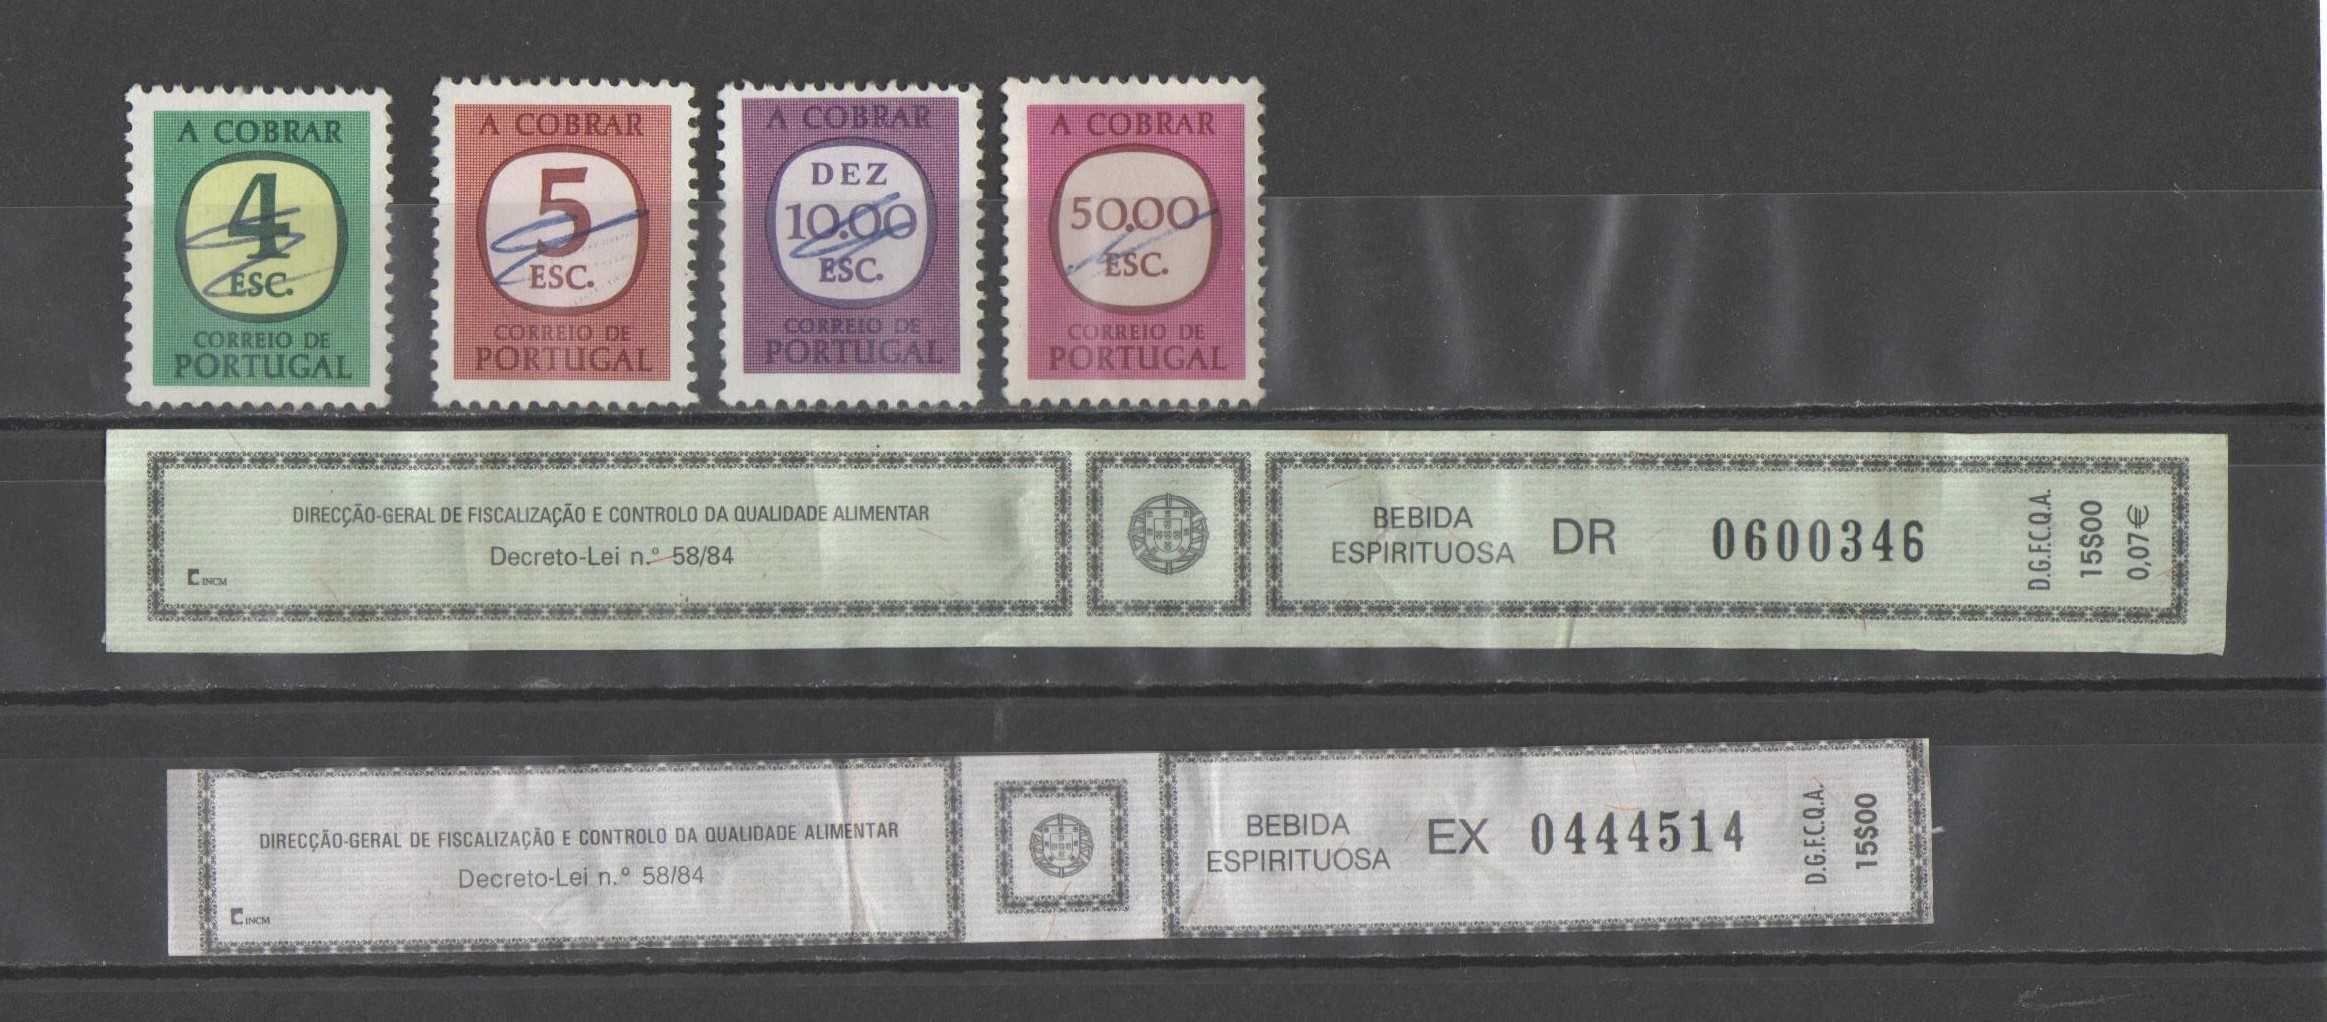 A COBRAR
4
ESC.
CORREIO DE
PORTUGAL
A COBRAR
5
ESC.
CORREIO DE
PORTUGAL
A COBRAR
DEZ
10.00
ESC.
CORREIO DE
PORTUGAL
A COBRAR
50.00
ESC.
CORREIO DE
PORTUGAL
DIRECÇÃO-GERAL DE FISCALIZAÇÃO E CONTROLO DA QUALIDADE ALIMENTAR
Decreto-Lei n.º 58/84
INCM
BEBIDA
ESPIRITUOSA
DR
0600346
D.G.F.C.Q.A.
15$00
0,07€
DIRECÇÃO-GERAL DE FISCALIZAÇÃO E CONTROLO DA QUALIDADE ALIMENTAR
Decreto-Lei n.º 58/84
INCM
BEBIDA
ESPIRITUOSA
EX
0444514
D.G.F.C.Q.A.
15$00